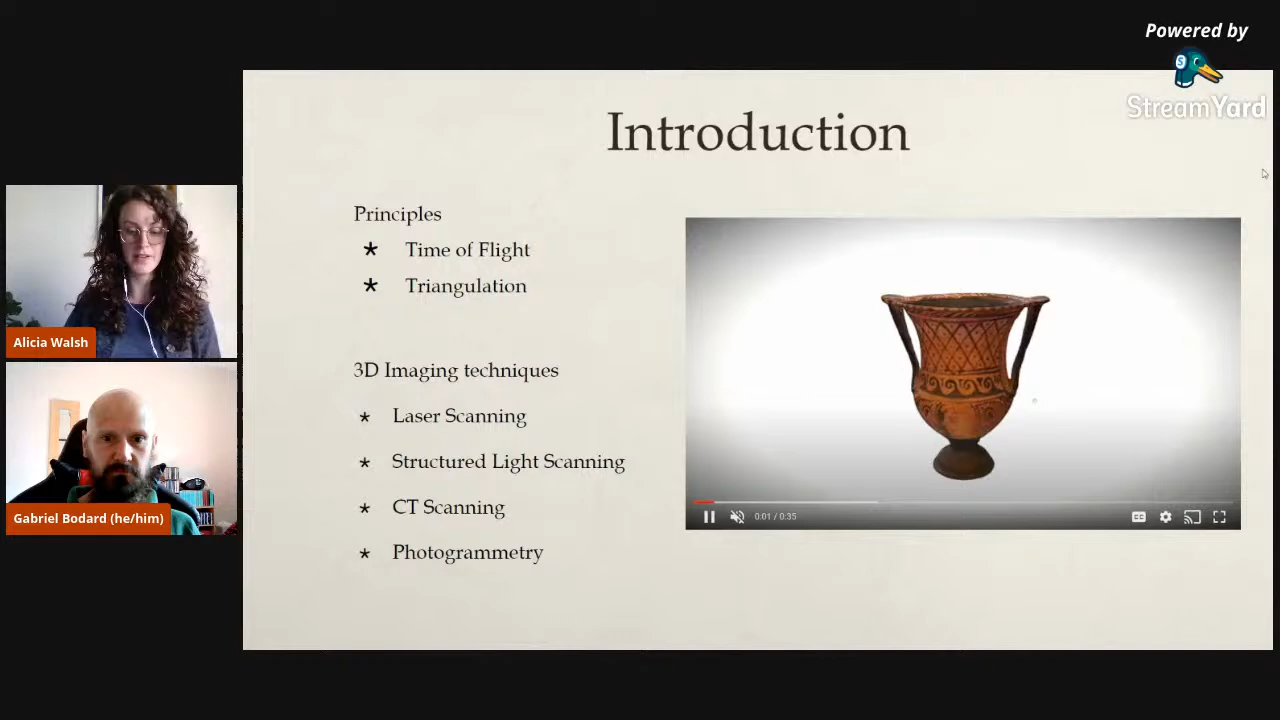 Powered by
StreamYard
Introduction
Principles
* Time of Flight
* Triangulation
3D Imaging techniques
* Laser Scanning
* Structured Light Scanning
* CT Scanning
* Photogrammetry
0:01 / 0:35
CC
Alicia Walsh
Gabriel Bodard (he/him)